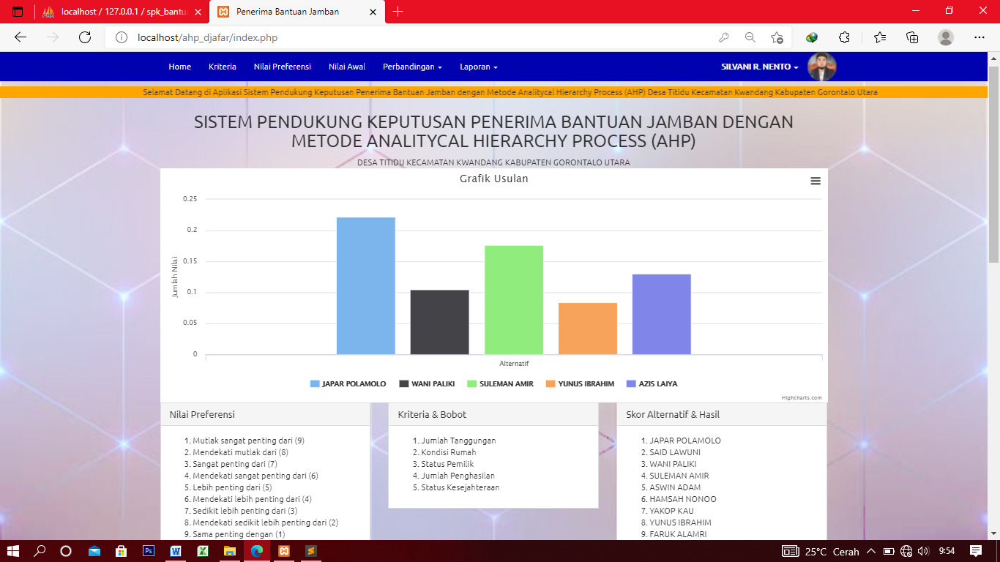 localhost / 127.0.0.1 / spk_bantua
Penerima Bantuan Jamban
localhost/ahp_djafar/index.php
Home Kriteria Nilai Preferensi Nilai Awal Perbandingan Laporan SILVANI R. NENTO
Selamat Datang di Aplikasi Sistem Pendukung Keputusan Penerima Bantuan Jamban dengan Metode Analitycal Hierarchy Process (AHP) Desa Titidu Kecamatan Kwandang Kabupaten Gorontalo Utara
SISTEM PENDUKUNG KEPUTUSAN PENERIMA BANTUAN JAMBAN DENGAN
METODE ANALITYCAL HIERARCHY PROCESS (AHP)
DESA TITIDU KECAMATAN KWANDANG KABUPATEN GORONTALO UTARA
Grafik Usulan
Jumlah Nilai
0.25
0.2
0.15
0.1
0.05
0
Alternatif
JAPAR POLAMOLO WANI PALIKI SULEMAN AMIR YUNUS IBRAHIM AZIS LAIYA
Highcharts.com
Nilai Preferensi
1. Mutlak sangat penting dari (9)
2. Mendekati mutlak dari (8)
3. Sangat penting dari (7)
4. Mendekati sangat penting dari (6)
5. Lebih penting dari (5)
6. Mendekati lebih penting dari (4)
7. Sedikit lebih penting dari (3)
8. Mendekati sedikit lebih penting dari (2)
9. Sama penting dengan (1)
Kriteria & Bobot
1. Jumlah Tanggungan
2. Kondisi Rumah
3. Status Pemilik
4. Jumlah Penghasilan
5. Status Kesejahteraan
Skor Alternatif & Hasil
1. JAPAR POLAMOLO
2. SAID LAWUNI
3. WANI PALIKI
4. SULEMAN AMIR
5. ASWIN ADAM
6. HAMSAH NONOO
7. YAKOP KAU
8. YUNUS IBRAHIM
9. FARUK ALAMRI
25°C Cerah 9:54